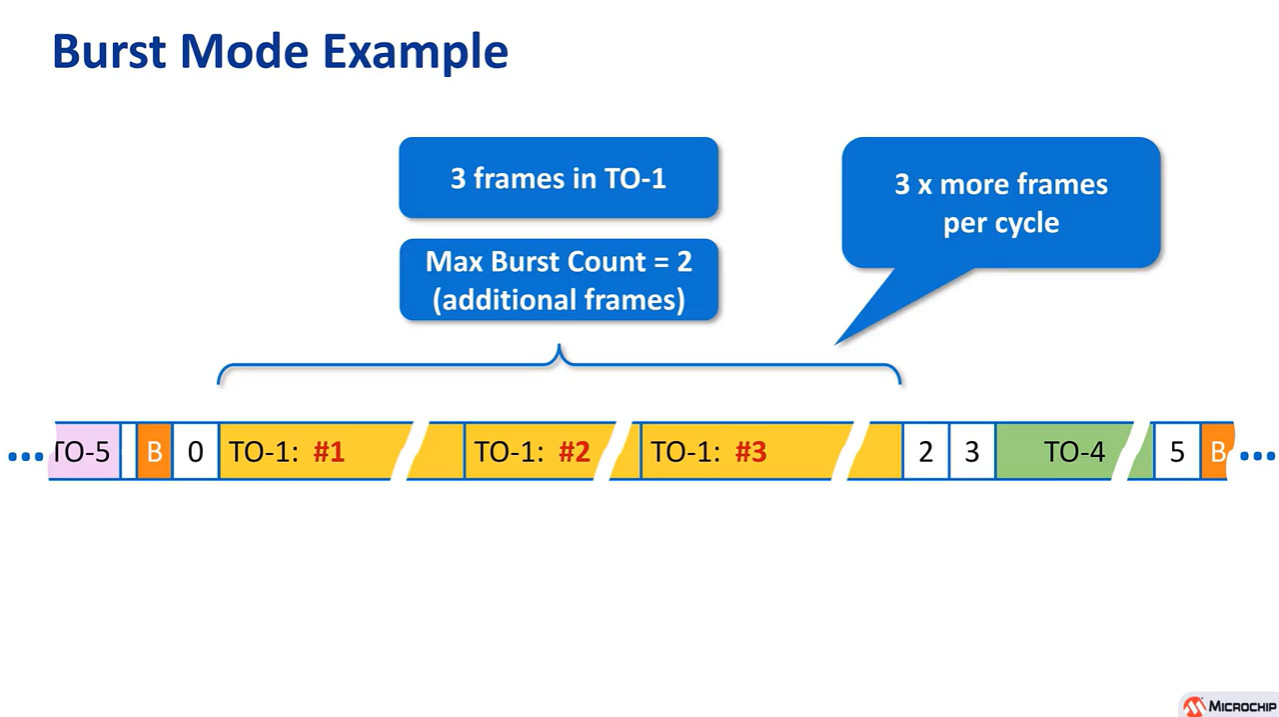 Burst Mode Example
3 frames in TO-1
3 x more frames
per cycle
Max Burst Count = 2
(additional frames)
... TO-5 B 0 TO-1: #1 TO-1: #2 TO-1: #3 2 3 TO-4 5 B ...
MICROCHIP